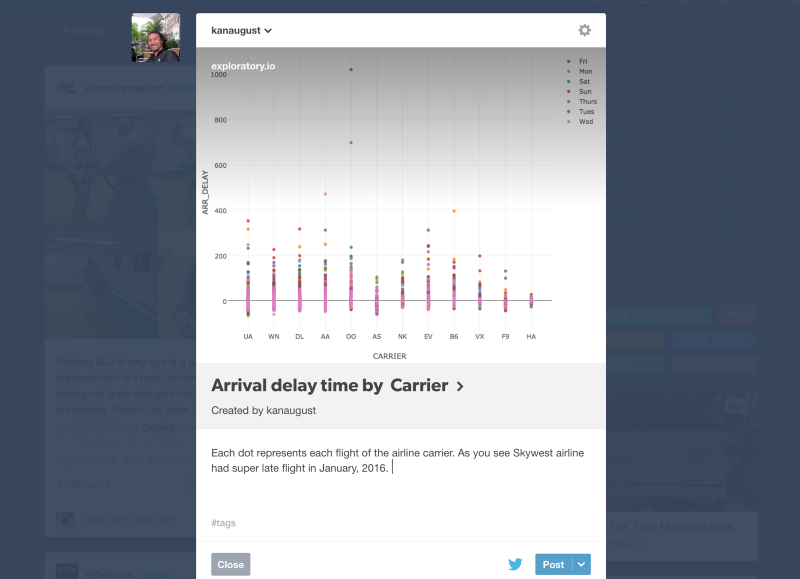 Trending
kanaugust
rivercitywarrior
exploratory.io
1000
800
600
400
200
0
ARR_DELAY
Fri
Mon
Sat
Sun
Thurs
Tues
Wed
UA WN DL AA OO AS NK EV B6 VX F9 HA
CARRIER
Arrival delay time by Carrier >
Created by kanaugust
Each dot represents each flight of the airline carrier. As you see Skywest airline
had super late flight in January, 2016.
#tags
Close
Post